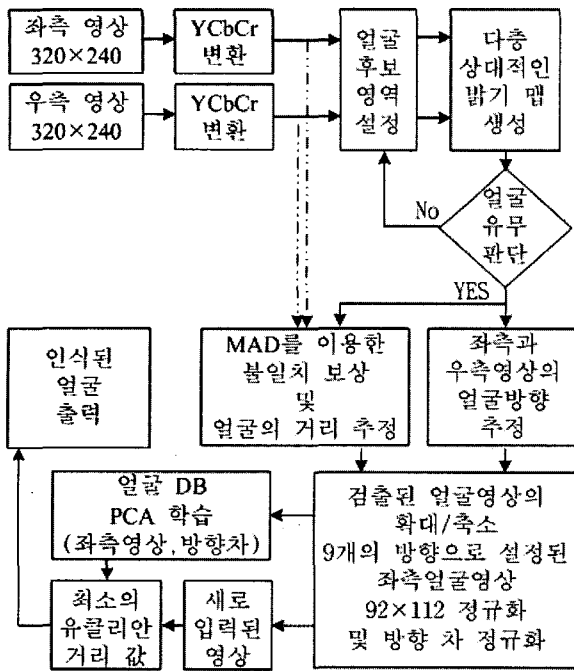 좌측 영상
320×240
YCbCr
변환
얼굴
후보
영역
설정
다층
상대적인
밝기 맵
생성
우측 영상
320×240
YCbCr
변환
No
얼굴
유무
판단
YES
인식된
얼굴
출력
MAD를 이용한
불일치 보상
및
얼굴의 거리 추정
좌측과
우측영상의
얼굴방향
추정
얼굴 DB
PCA 학습
(좌측영상,방향차)
검출된 얼굴영상의
확대/축소
9개의 방향으로 설정된
좌측얼굴영상
92×112 정규화
및 방향 차 정규화
최소의
유클리안
거리 값
새로
입력된
영상